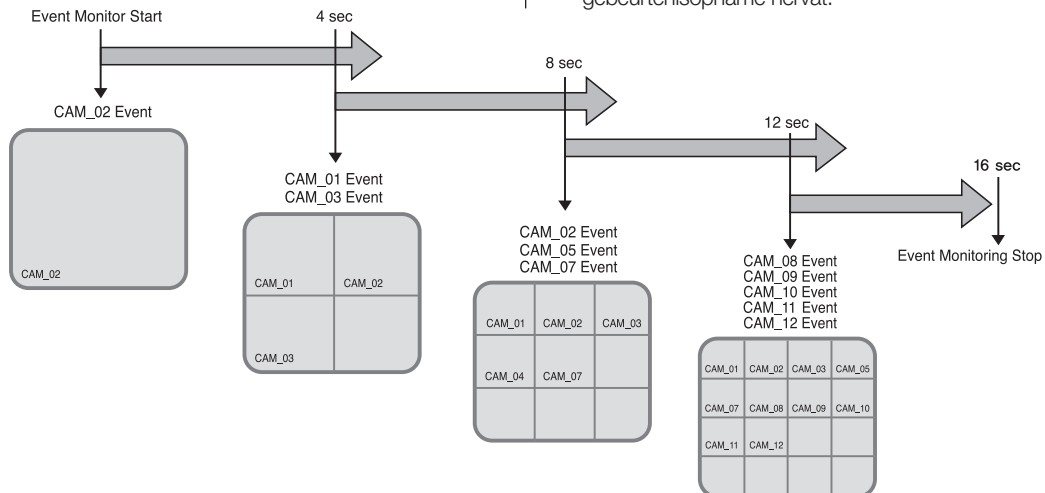 gebeurtenisopname hervat.
Event Monitor Start
4 sec
8 sec
12 sec
16 sec
CAM_02 Event
CAM_02
CAM_01 Event
CAM_03 Event
CAM_01 CAM_02
CAM_03
CAM_02 Event
CAM_05 Event
CAM_07 Event
CAM_01 CAM_02 CAM_03
CAM_04 CAM_07
CAM_08 Event
CAM_09 Event
CAM_10 Event
CAM_11 Event
CAM_12 Event
CAM_01 CAM_02 CAM_03 CAM_05
CAM_07 CAM_08 CAM_09 CAM_10
CAM_11 CAM_12
Event Monitoring Stop